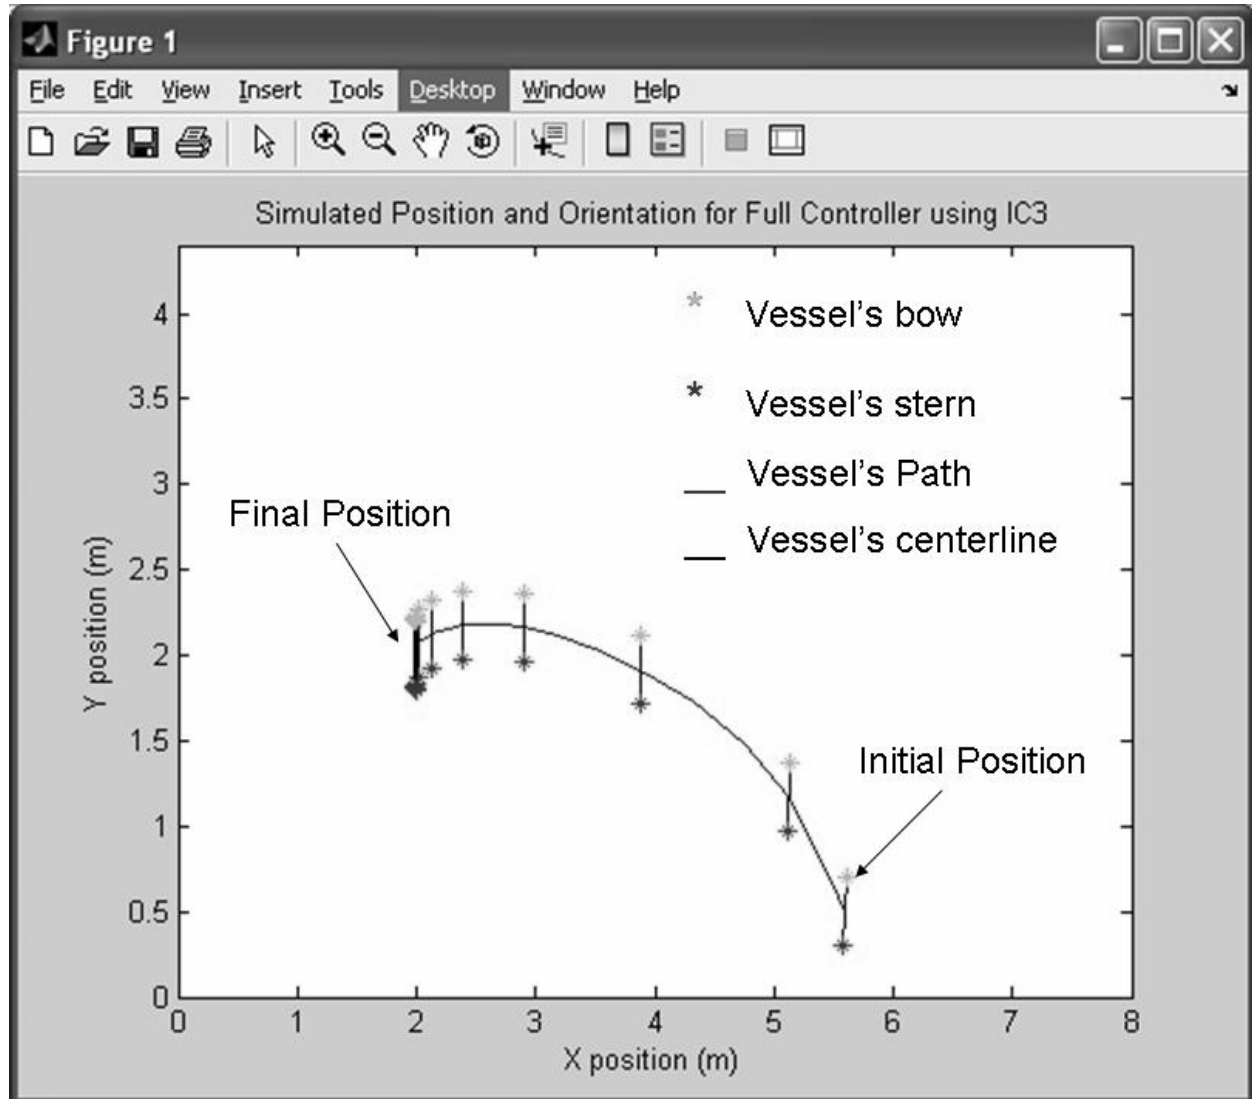 Figure 1
File Edit View Insert Tools Desktop Window Help
Simulated Position and Orientation for Full Controller using IC3
Vessel's bow
Vessel's stern
Vessel's Path
Vessel's centerline
Final Position
Initial Position
Y position (m)
4
3.5
3
2.5
2
1.5
1
0.5
0
0 1 2 3 4 5 6 7 8
X position (m)